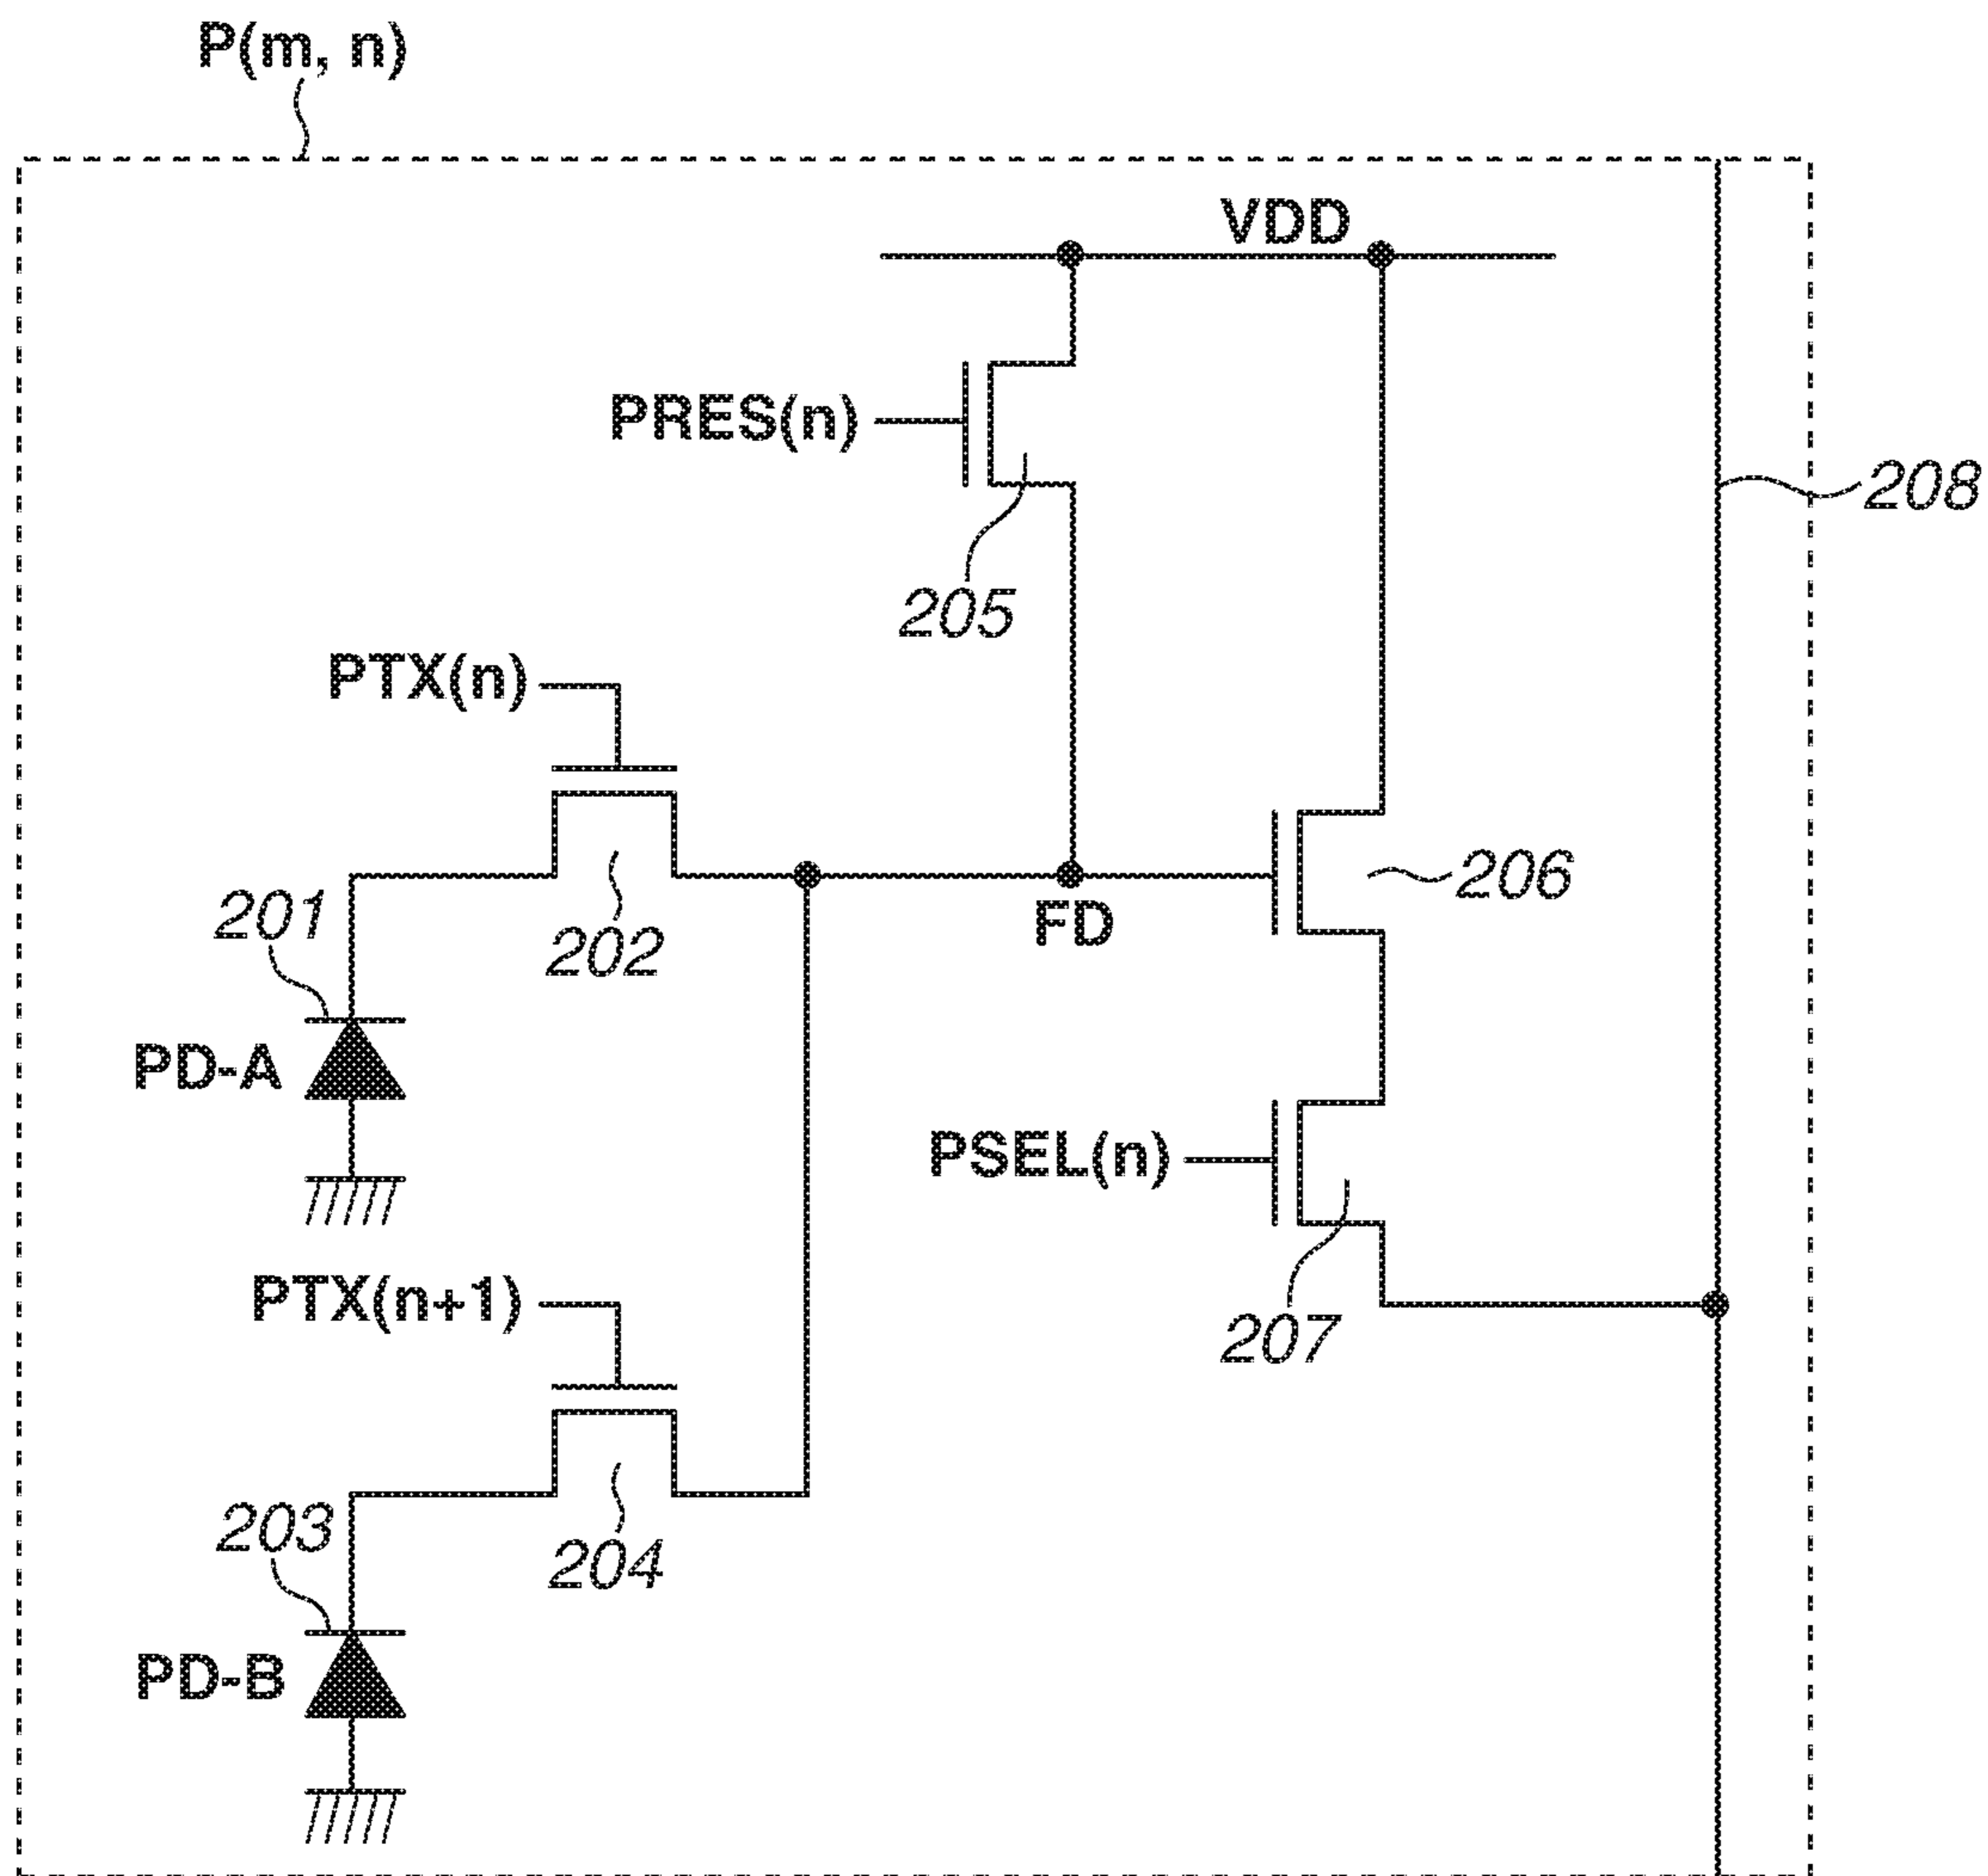 P(m, n)
VDD
PRES(n)
208
205
PTX(n)
206
201
202
FD
PD-A
PSEL(n)
PTX(n+1)
207
203
204
PD-B